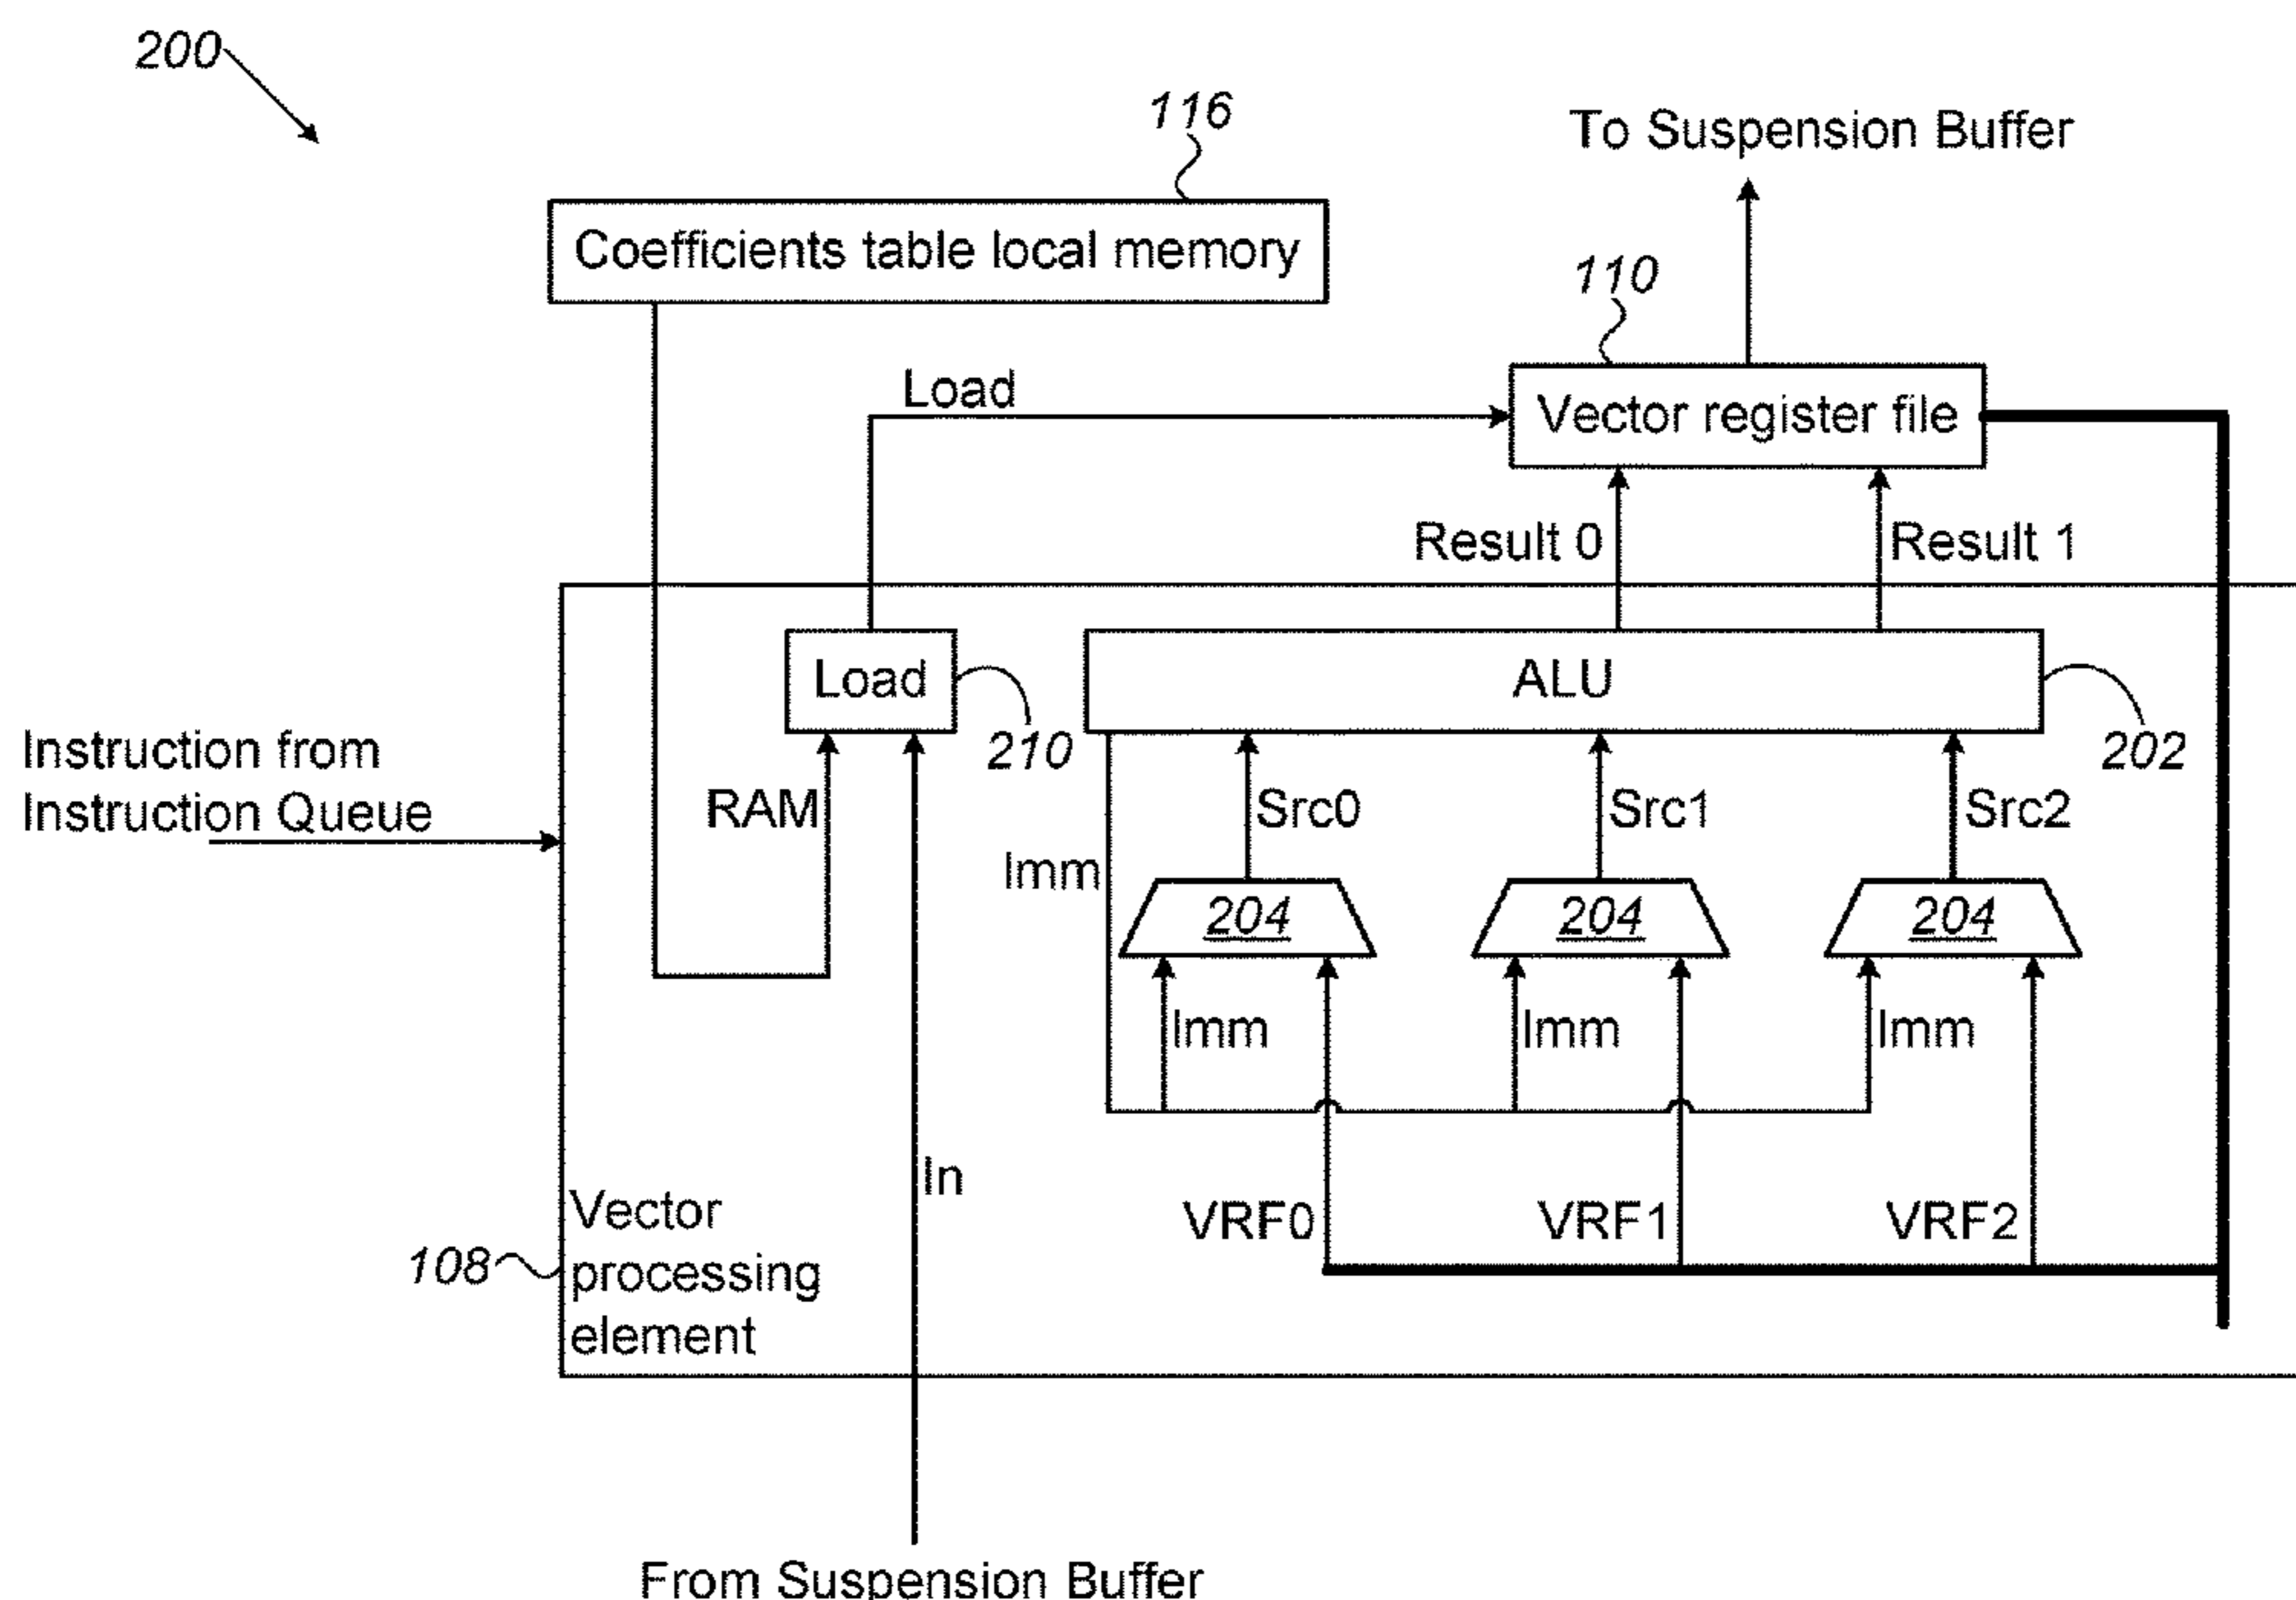 200
116
To Suspension Buffer
Coefficients table local memory
110
Load
Vector register file
Result 0
Result 1
Load
210
ALU
202
Instruction from
Instruction Queue
RAM
Imm
Src0
Src1
Src2
204
204
204
Imm
Imm
Imm
In
VRF0
VRF1
VRF2
108
Vector
processing
element
From Suspension Buffer